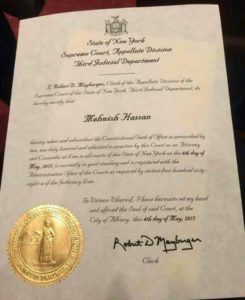 State of New York
Supreme Court, Appellate Division
Third Judicial Department
I, Robert D. Mayberger, Clerk of the Appellate Division of the
Supreme Court of the State of New York, Third Judicial Department, do
hereby certify that
Mehwish Hassan
having taken and subscribed the Constitutional Oath of Office as prescribed by
law, was duly licensed and admitted to practice by this Court as an Attorney
and Counselor at Law in all courts of the State of New York on the 4th day of
May, 2017, is currently in good standing and is registered with the
Administrative Office of the Courts as required by section four hundred sixty-
eight-a of the Judiciary Law.
In Witness Whereof, I have hereunto set my hand
and affixed the Seal of said Court, at the
City of Albany, this 4th day of May, 2017.
Robert D Mayberger
Clerk